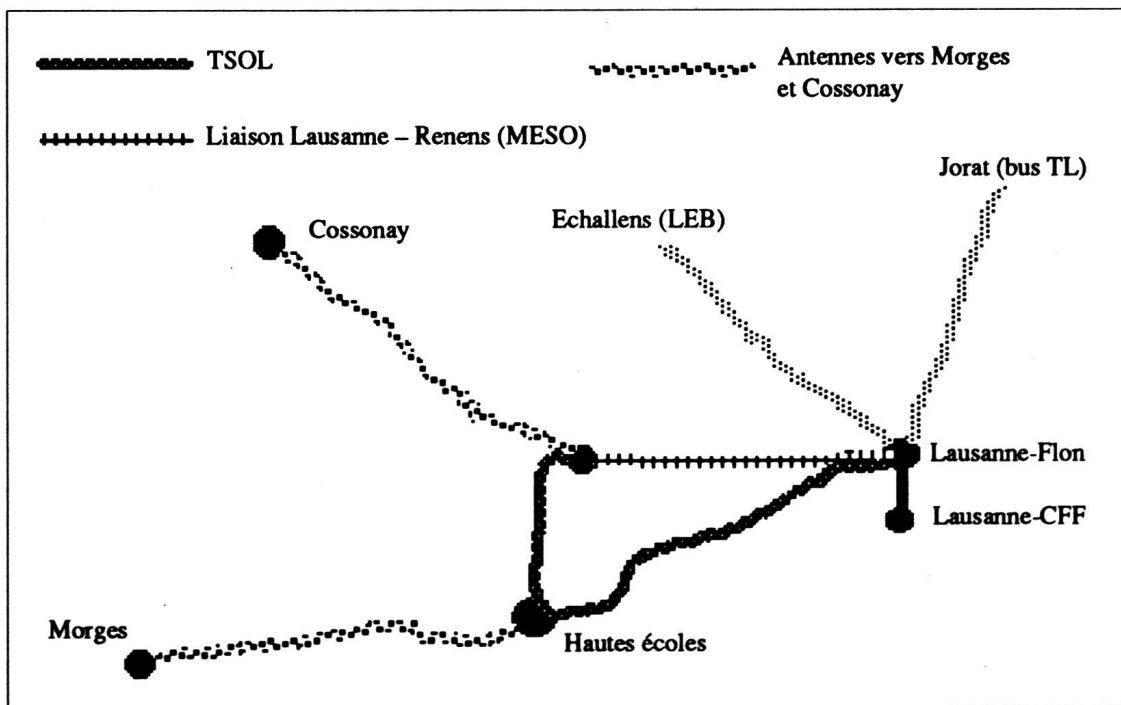 TSOL
Antennes vers Morges
et Cossonay
Liaison Lausanne – Renens (MESO)
Jorat (bus TL)
Echallens (LEB)
Cossonay
Lausanne-Flon
Lausanne-CFF
Morges
Hautes écoles